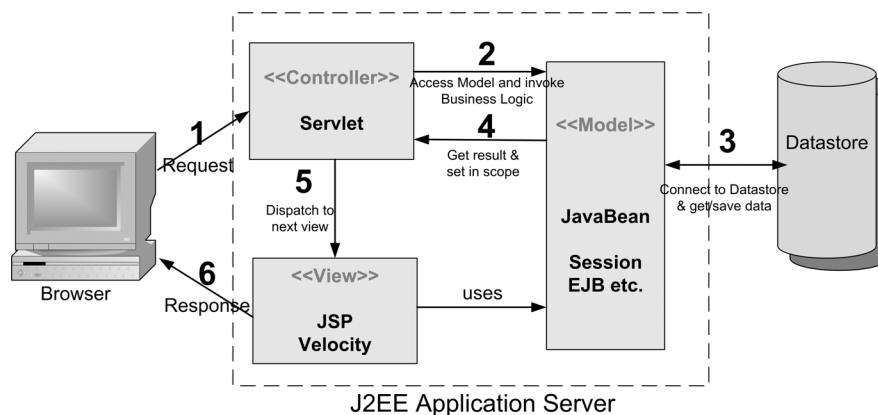 <<Controller>>
Servlet
1
Request
2
Access Model and invoke
Business Logic
4
Get result &
set in scope
<<Model>>
JavaBean
Session
EJB etc.
3
Connect to Datastore
& get/save data
Datastore
5
Dispatch to
next view
Browser
6
Response
<<View>>
JSP
Velocity
uses
J2EE Application Server